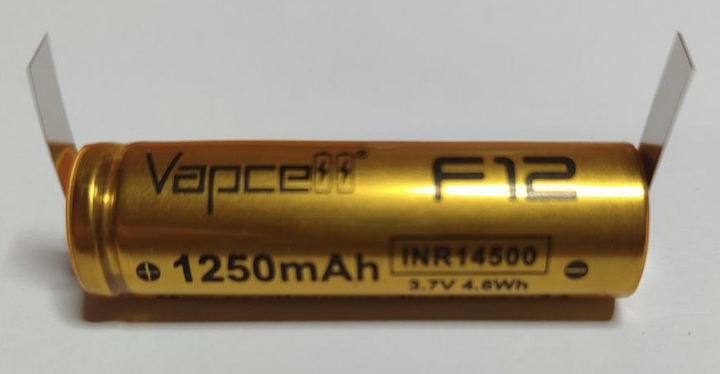 Vapcell® F12
⊕ 1250mAh INR14500 ⊖
3.7V 4.6Wh